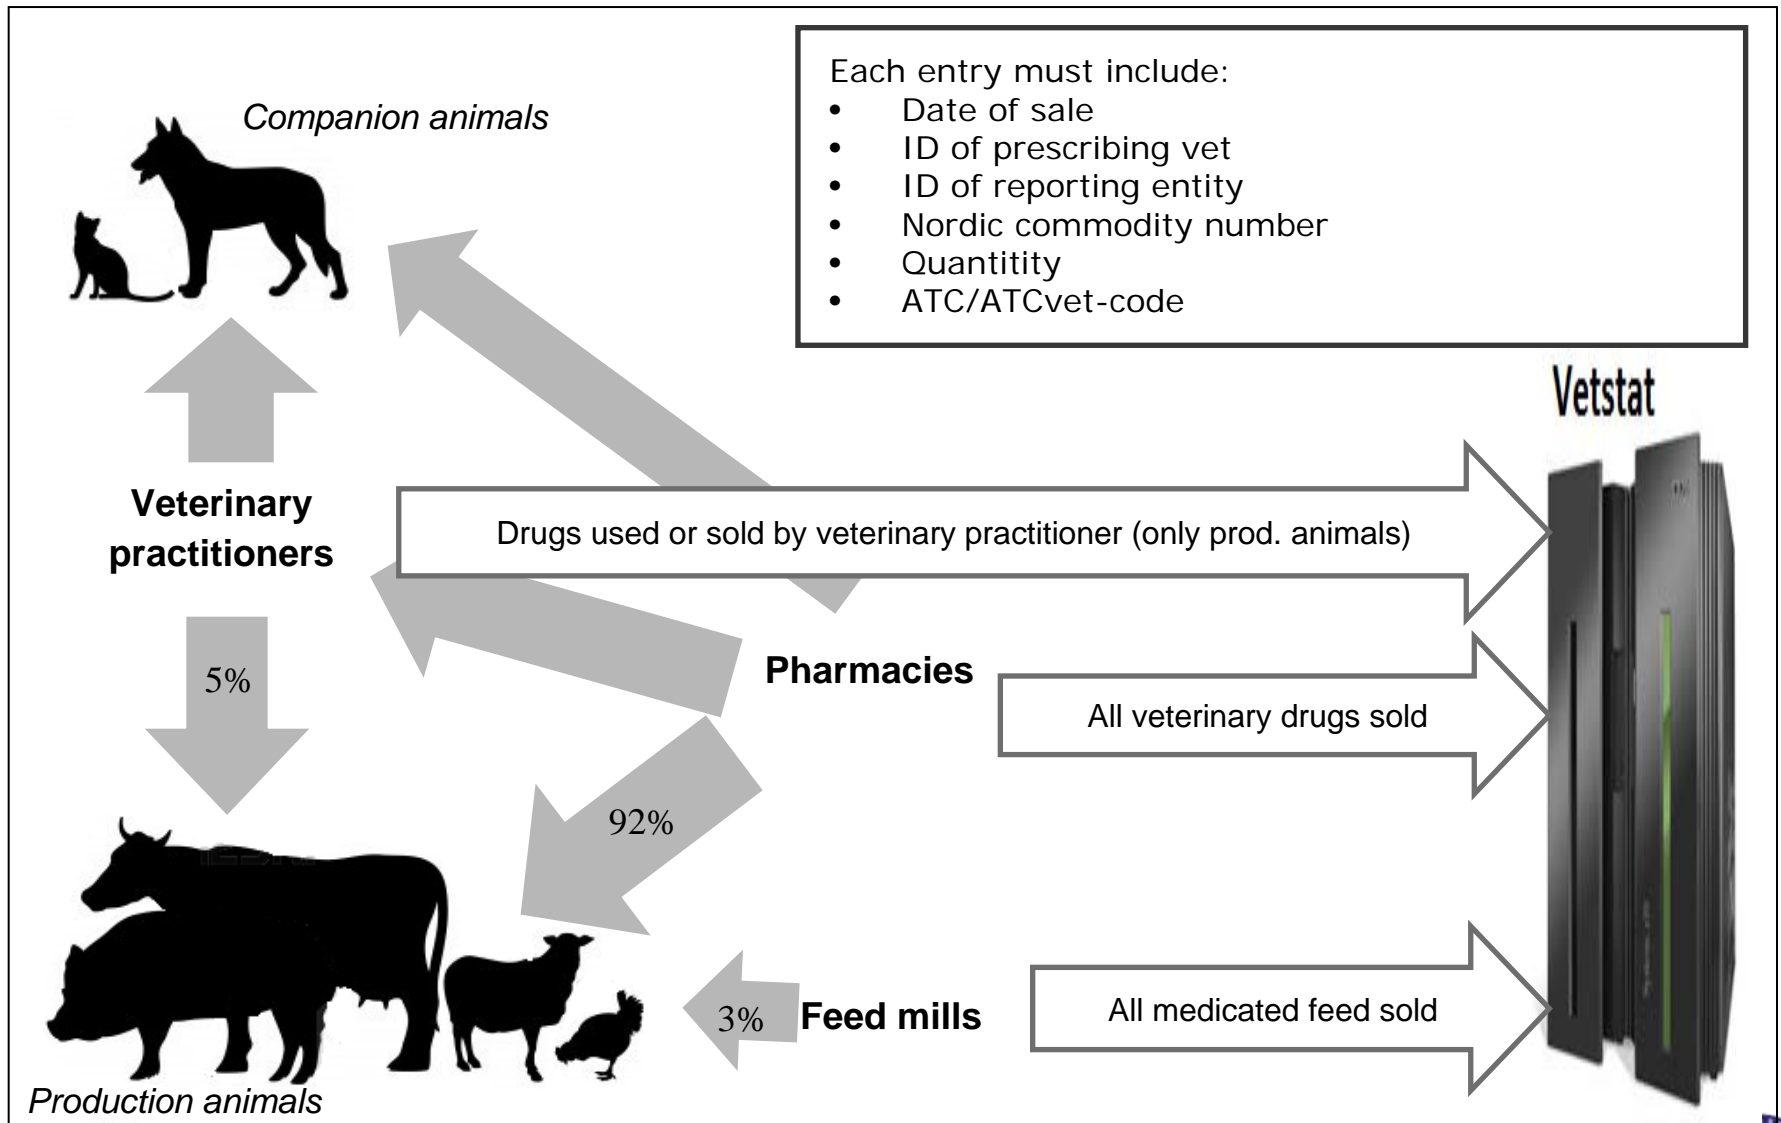 Each entry must include:
• Date of sale
• ID of prescribing vet
• ID of reporting entity
• Nordic commodity number
• Quantitity
• ATC/ATCvet-code
Companion animals
Vetstat
Veterinary
practitioners
Drugs used or sold by veterinary practitioner (only prod. animals)
5%
Pharmacies
All veterinary drugs sold
92%
3%
Feed mills
All medicated feed sold
Production animals